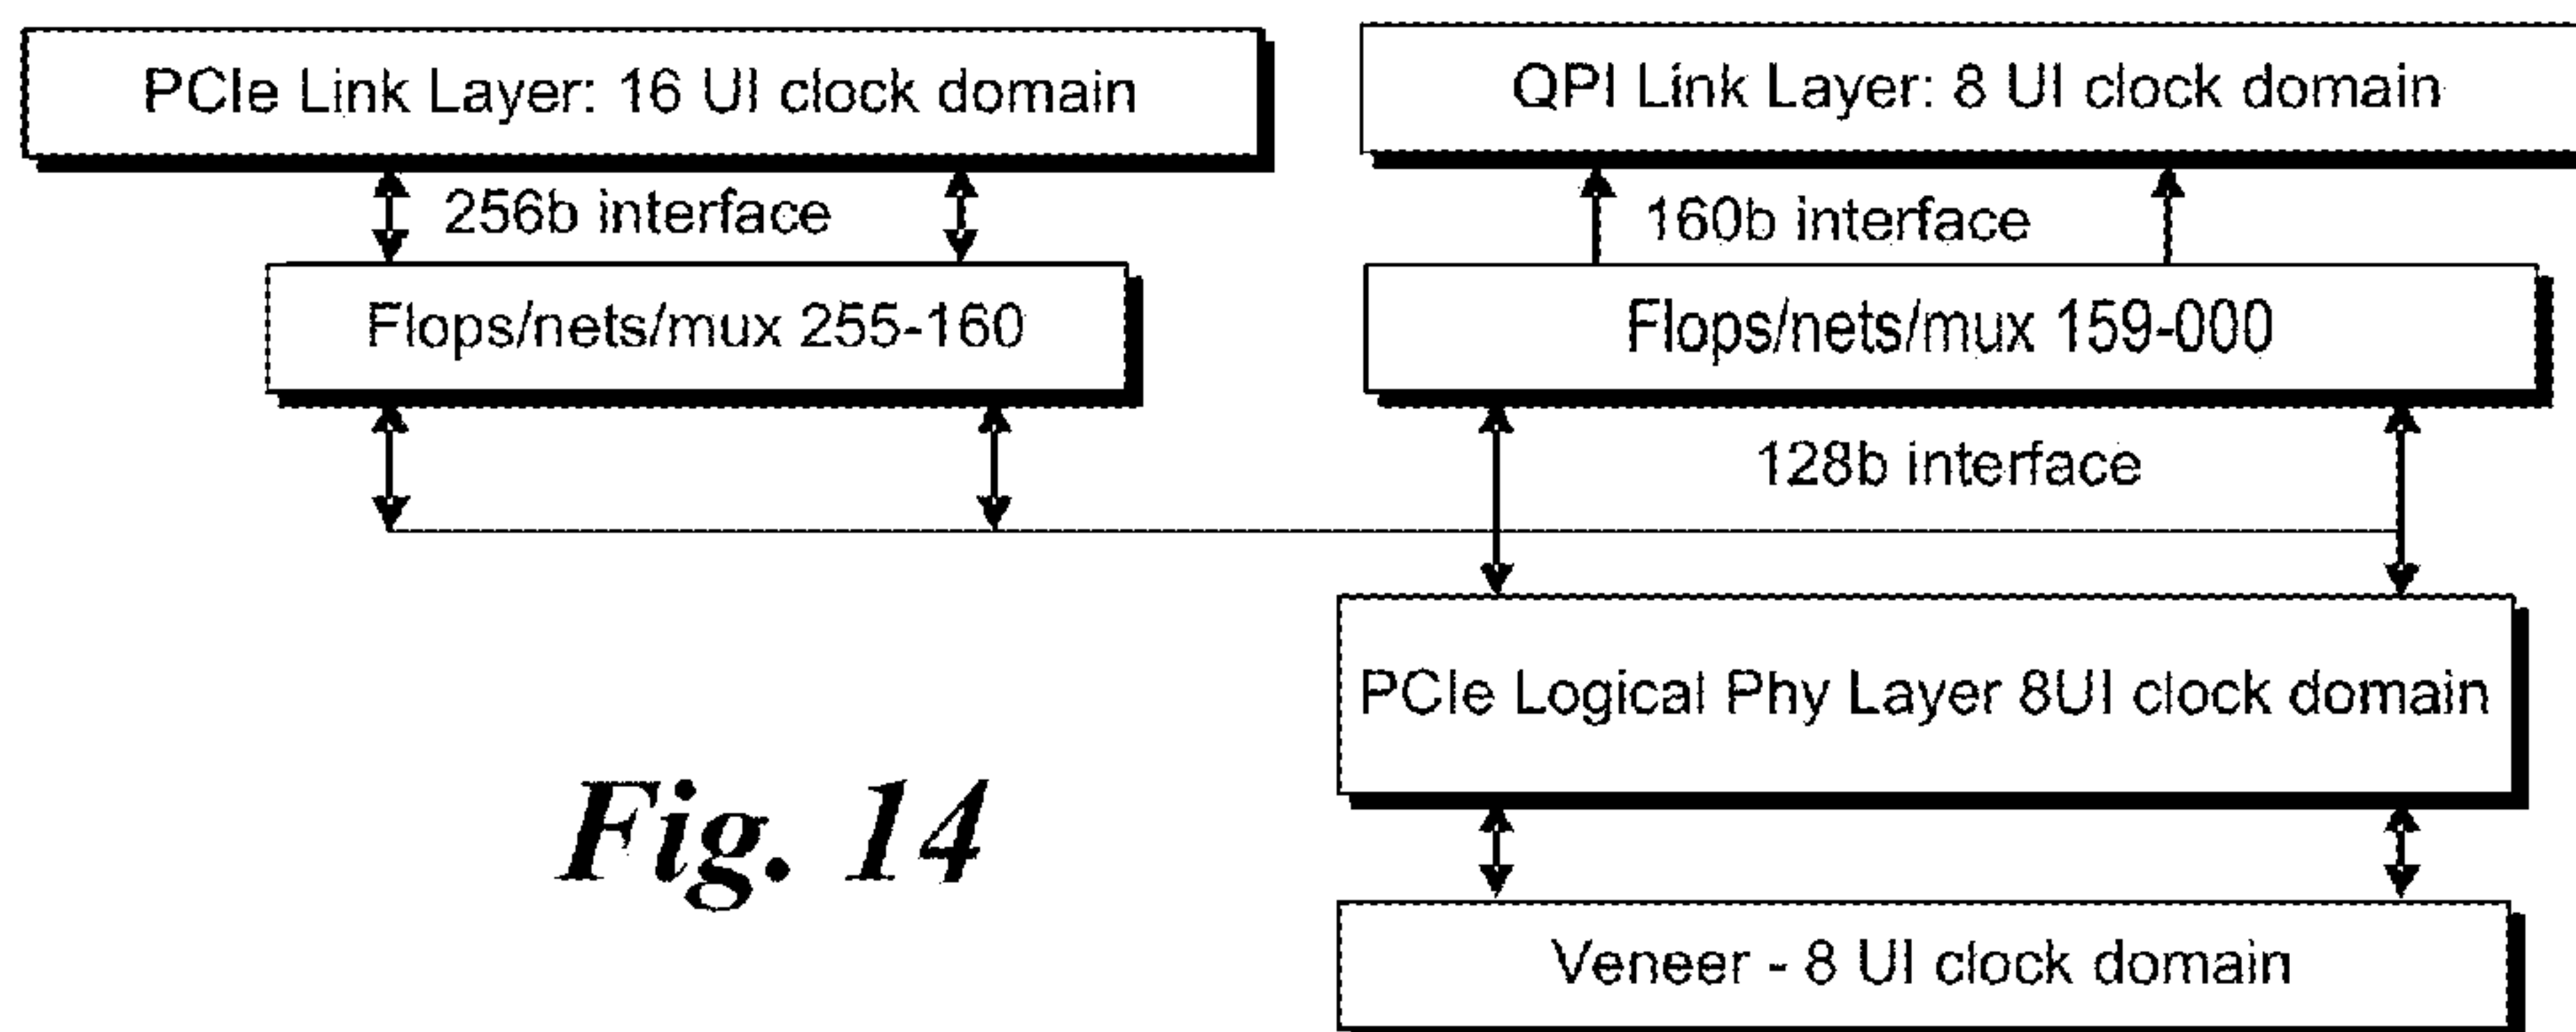 PCIe Link Layer: 16 UI clock domain
QPI Link Layer: 8 UI clock domain
256b interface
160b interface
Flops/nets/mux 255-160
Flops/nets/mux 159-000
128b interface
PCIe Logical Phy Layer 8UI clock domain
Fig. 14
Veneer - 8 UI clock domain